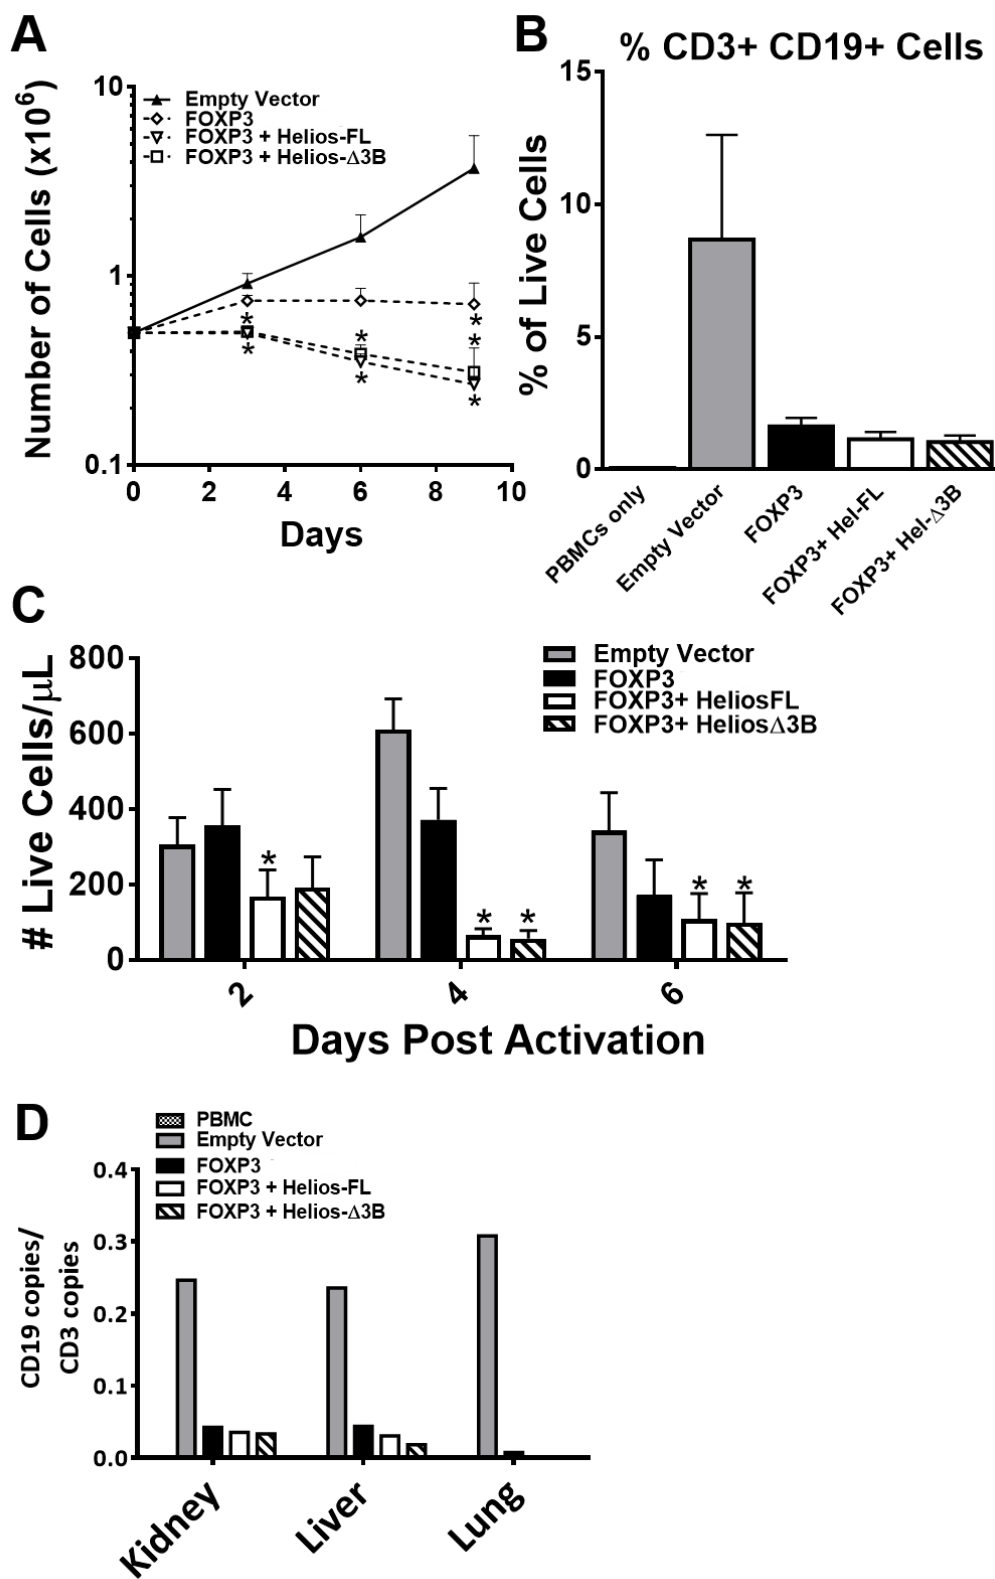 A
Number of Cells (x10⁶)
10
1
0.1
0 2 4 6 8 10
Days
Empty Vector
FOXP3
FOXP3 + Helios-FL
FOXP3 + Helios-Δ3B
*
*
*
*
*
*
*
B
% CD3+ CD19+ Cells
% of Live Cells
15
10
5
0
PBMCs only
Empty Vector
FOXP3
FOXP3+ Hel-FL
FOXP3+ Hel-Δ3B
C
# Live Cells/μL
800
600
400
200
0
Empty Vector
FOXP3
FOXP3+ HeliosFL
FOXP3+ HeliosΔ3B
* * * * *
2 4 6
Days Post Activation
D
PBMC
Empty Vector
FOXP3
FOXP3 + Helios-FL
FOXP3 + Helios-Δ3B
CD19 copies/
CD3 copies
0.4
0.3
0.2
0.1
0.0
Kidney
Liver
Lung